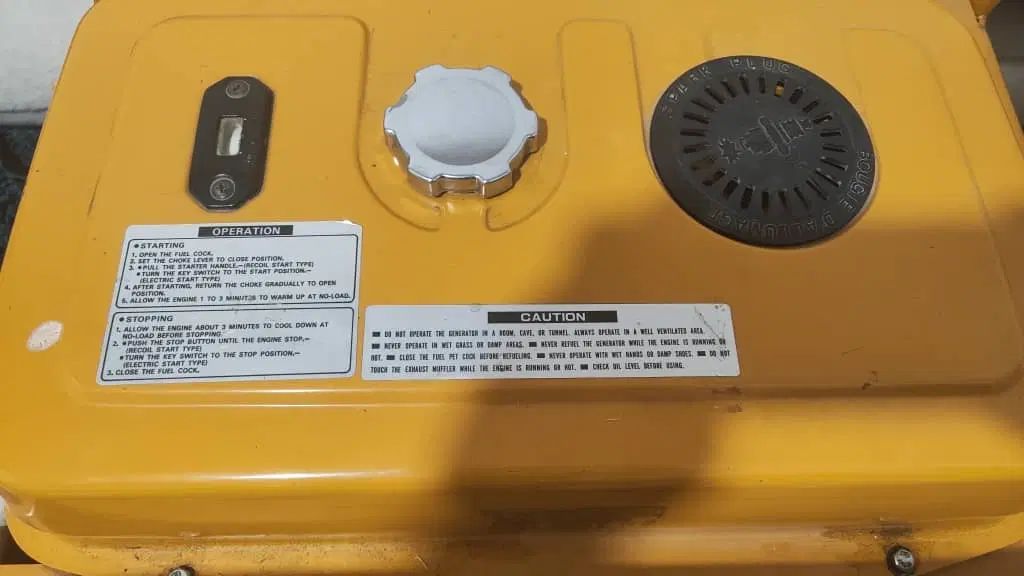 SPARK PLUG
BOUGIE D'ALLUMAGE
OPERATION
●STARTING
1. OPEN THE FUEL COCK.
2. SET THE CHOKE LEVER TO CLOSE POSITION.
3. ●PULL THE STARTER HANDLE.—(RECOIL START TYPE)
●TURN THE KEY SWITCH TO THE START POSITION.—
(ELECTRIC START TYPE)
4. AFTER STARTING, RETURN THE CHOKE GRADUALLY TO OPEN
POSITION.
5. ALLOW THE ENGINE 1 TO 3 MINUTES TO WARM UP AT NO-LOAD.
●STOPPING
1. ALLOW THE ENGINE ABOUT 3 MINUTES TO COOL DOWN AT
NO-LOAD BEFORE STOPPING.
2. ●PUSH THE STOP BUTTON UNTIL THE ENGINE STOP.—
(RECOIL START TYPE)
●TURN THE KEY SWITCH TO THE STOP POSITION.—
(ELECTRIC START TYPE)
3. CLOSE THE FUEL COCK.
CAUTION
▬ DO NOT OPERATE THE GENERATOR IN A ROOM, CAVE, OR TUNNEL. ALWAYS OPERATE IN A WELL VENTILATED AREA.
▬ NEVER OPERATE IN WET GRASS OR DAMP AREAS. ▬ NEVER REFUEL THE GENERATOR WHILE THE ENGINE IS RUNNING OR
HOT. ▬ CLOSE THE FUEL PET COCK BEFORE REFUELING. ▬ NEVER OPERATE WITH WET HANDS OR DAMP SHOES. ▬ DO NOT
TOUCH THE EXHAUST MUFFLER WHILE THE ENGINE IS RUNNING OR HOT. ▬ CHECK OIL LEVEL BEFORE USING.